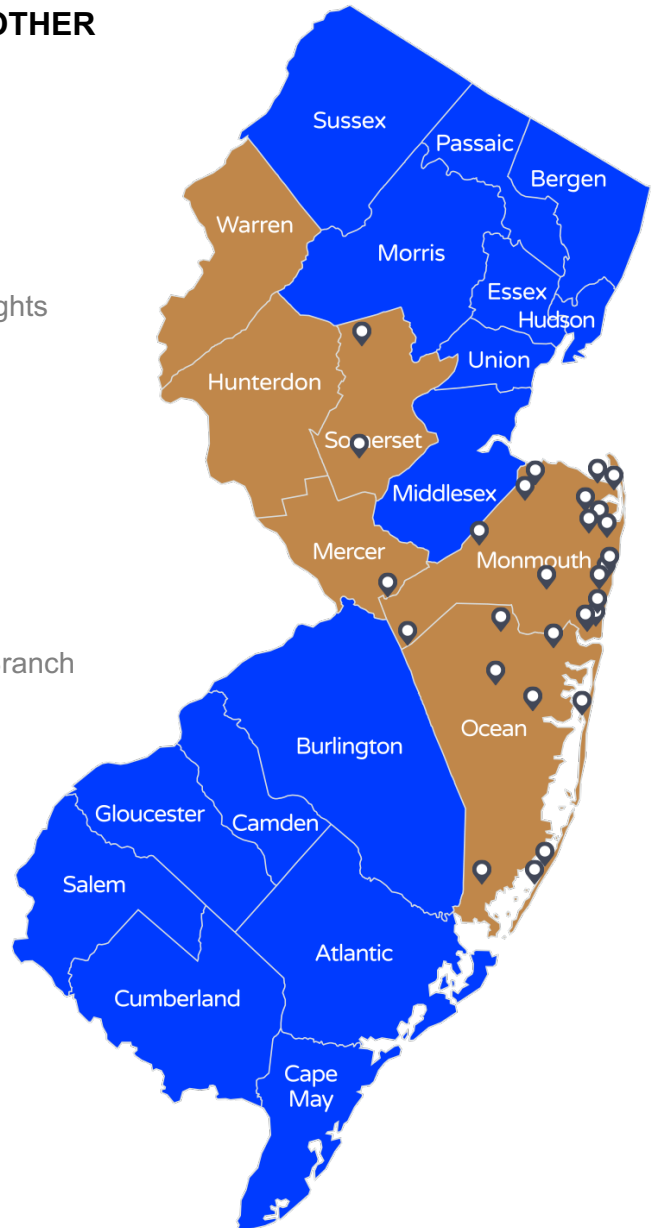 OTHER
Sussex
Passaic
Bergen
Warren
Morris
Essex
ghts
Hudson
Union
Hunterdon
Somerset
Middlesex
Mercer
Monmouth
ranch
Ocean
Burlington
Gloucester
Camden
Salem
Atlantic
Cumberland
Cape
May